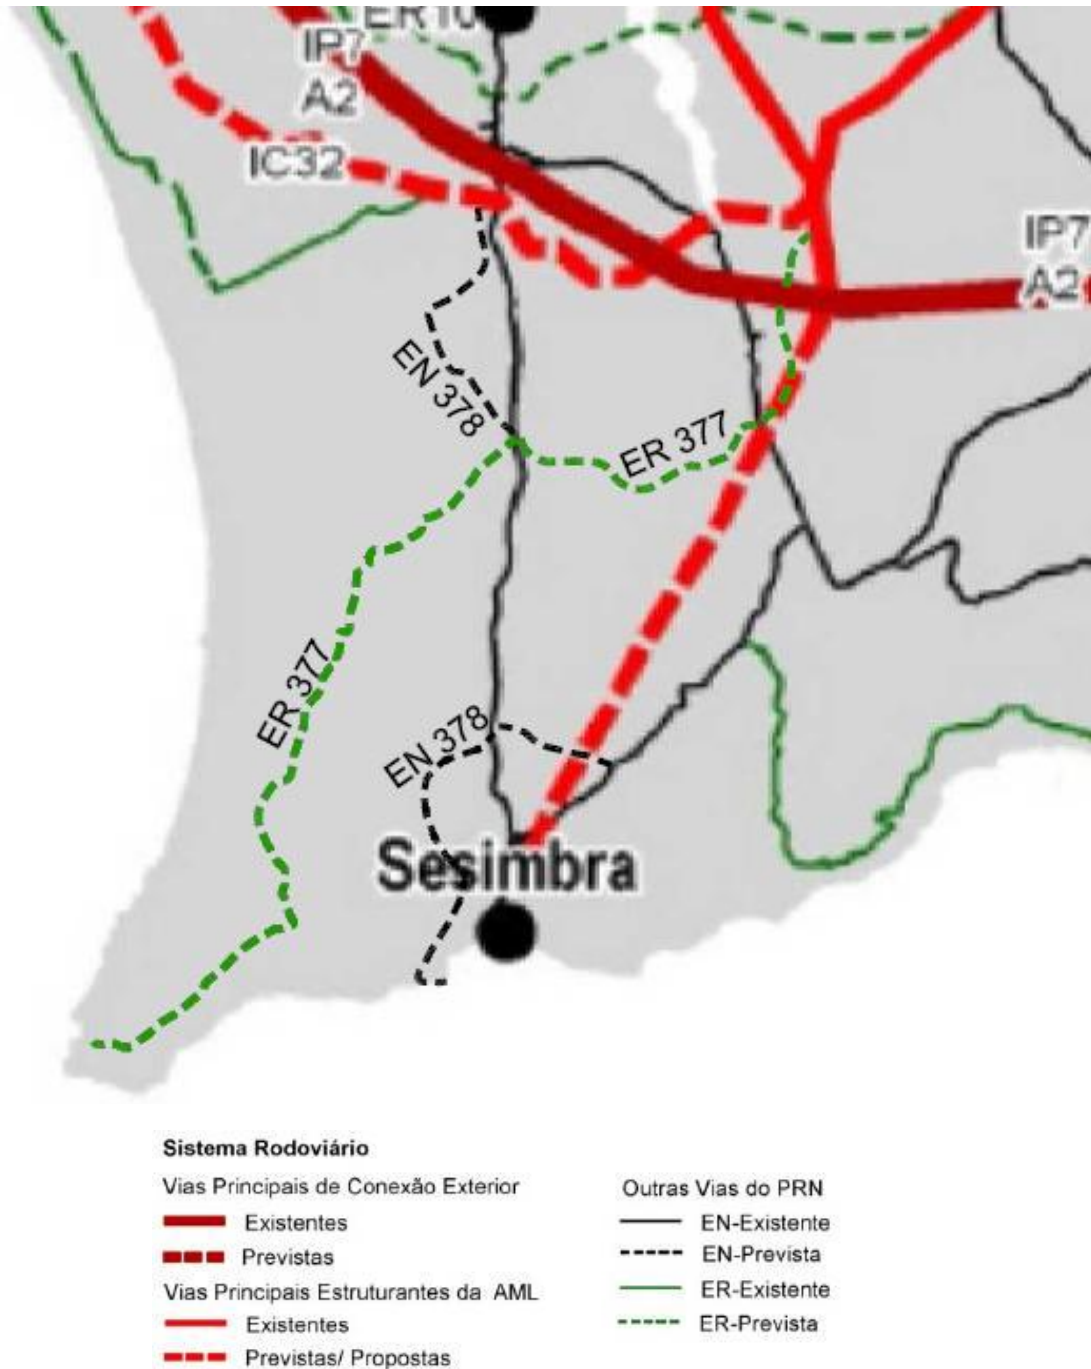 ER10
IP7
A2
IC32
IP7
A2
EN 378
ER 377
ER 377
EN 378
Sesimbra
Sistema Rodoviário
Vias Principais de Conexão Exterior
Existentes
Previstas
Vias Principais Estruturantes da AML
Existentes
Previstas/ Propostas
Outras Vias do PRN
EN-Existente
EN-Prevista
ER-Existente
ER-Prevista